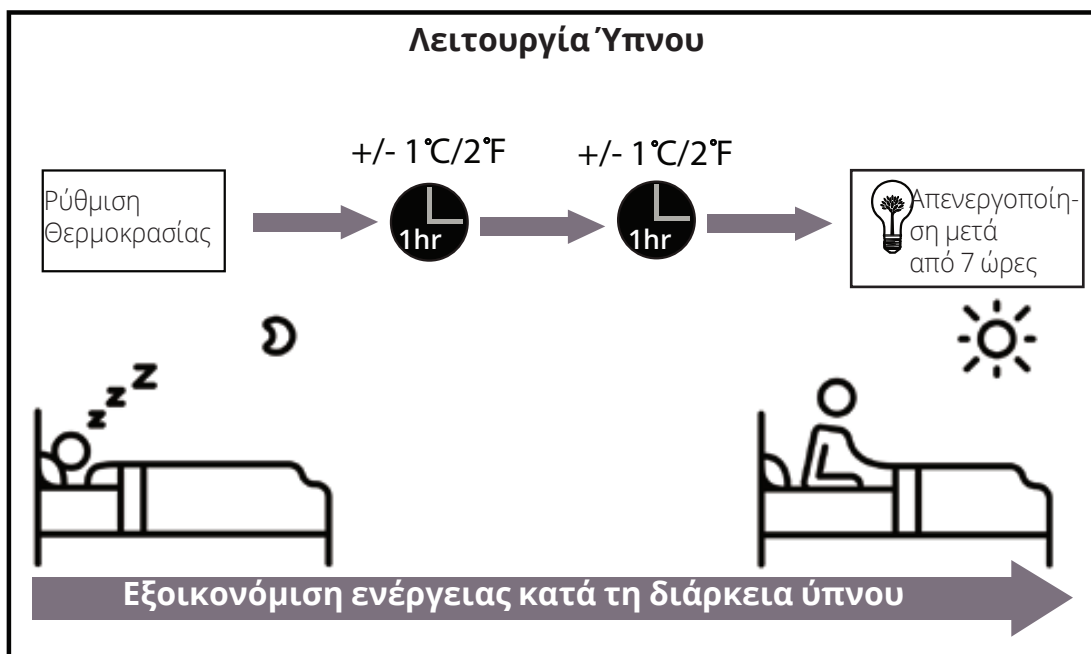 Λειτουργία Ύπνου
+/- 1℃/2℉
+/- 1℃/2℉
Ρύθμιση
Θερμοκρασίας
1hr
1hr
Απενεργοποίη-
ση μετά
από 7 ώρες
z z Z
Εξοικονόμιση ενέργειας κατά τη διάρκεια ύπνου